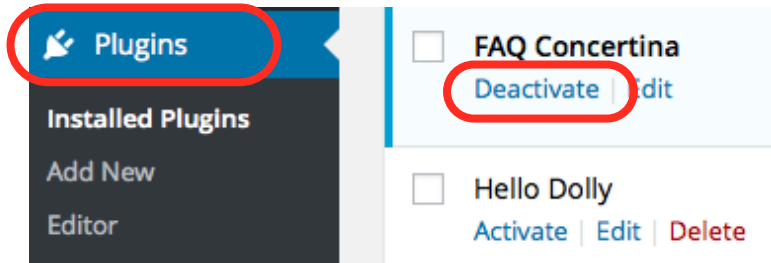 Plugins
Installed Plugins
Add New
Editor
FAQ Concertina
Deactivate | Edit
Hello Dolly
Activate | Edit | Delete